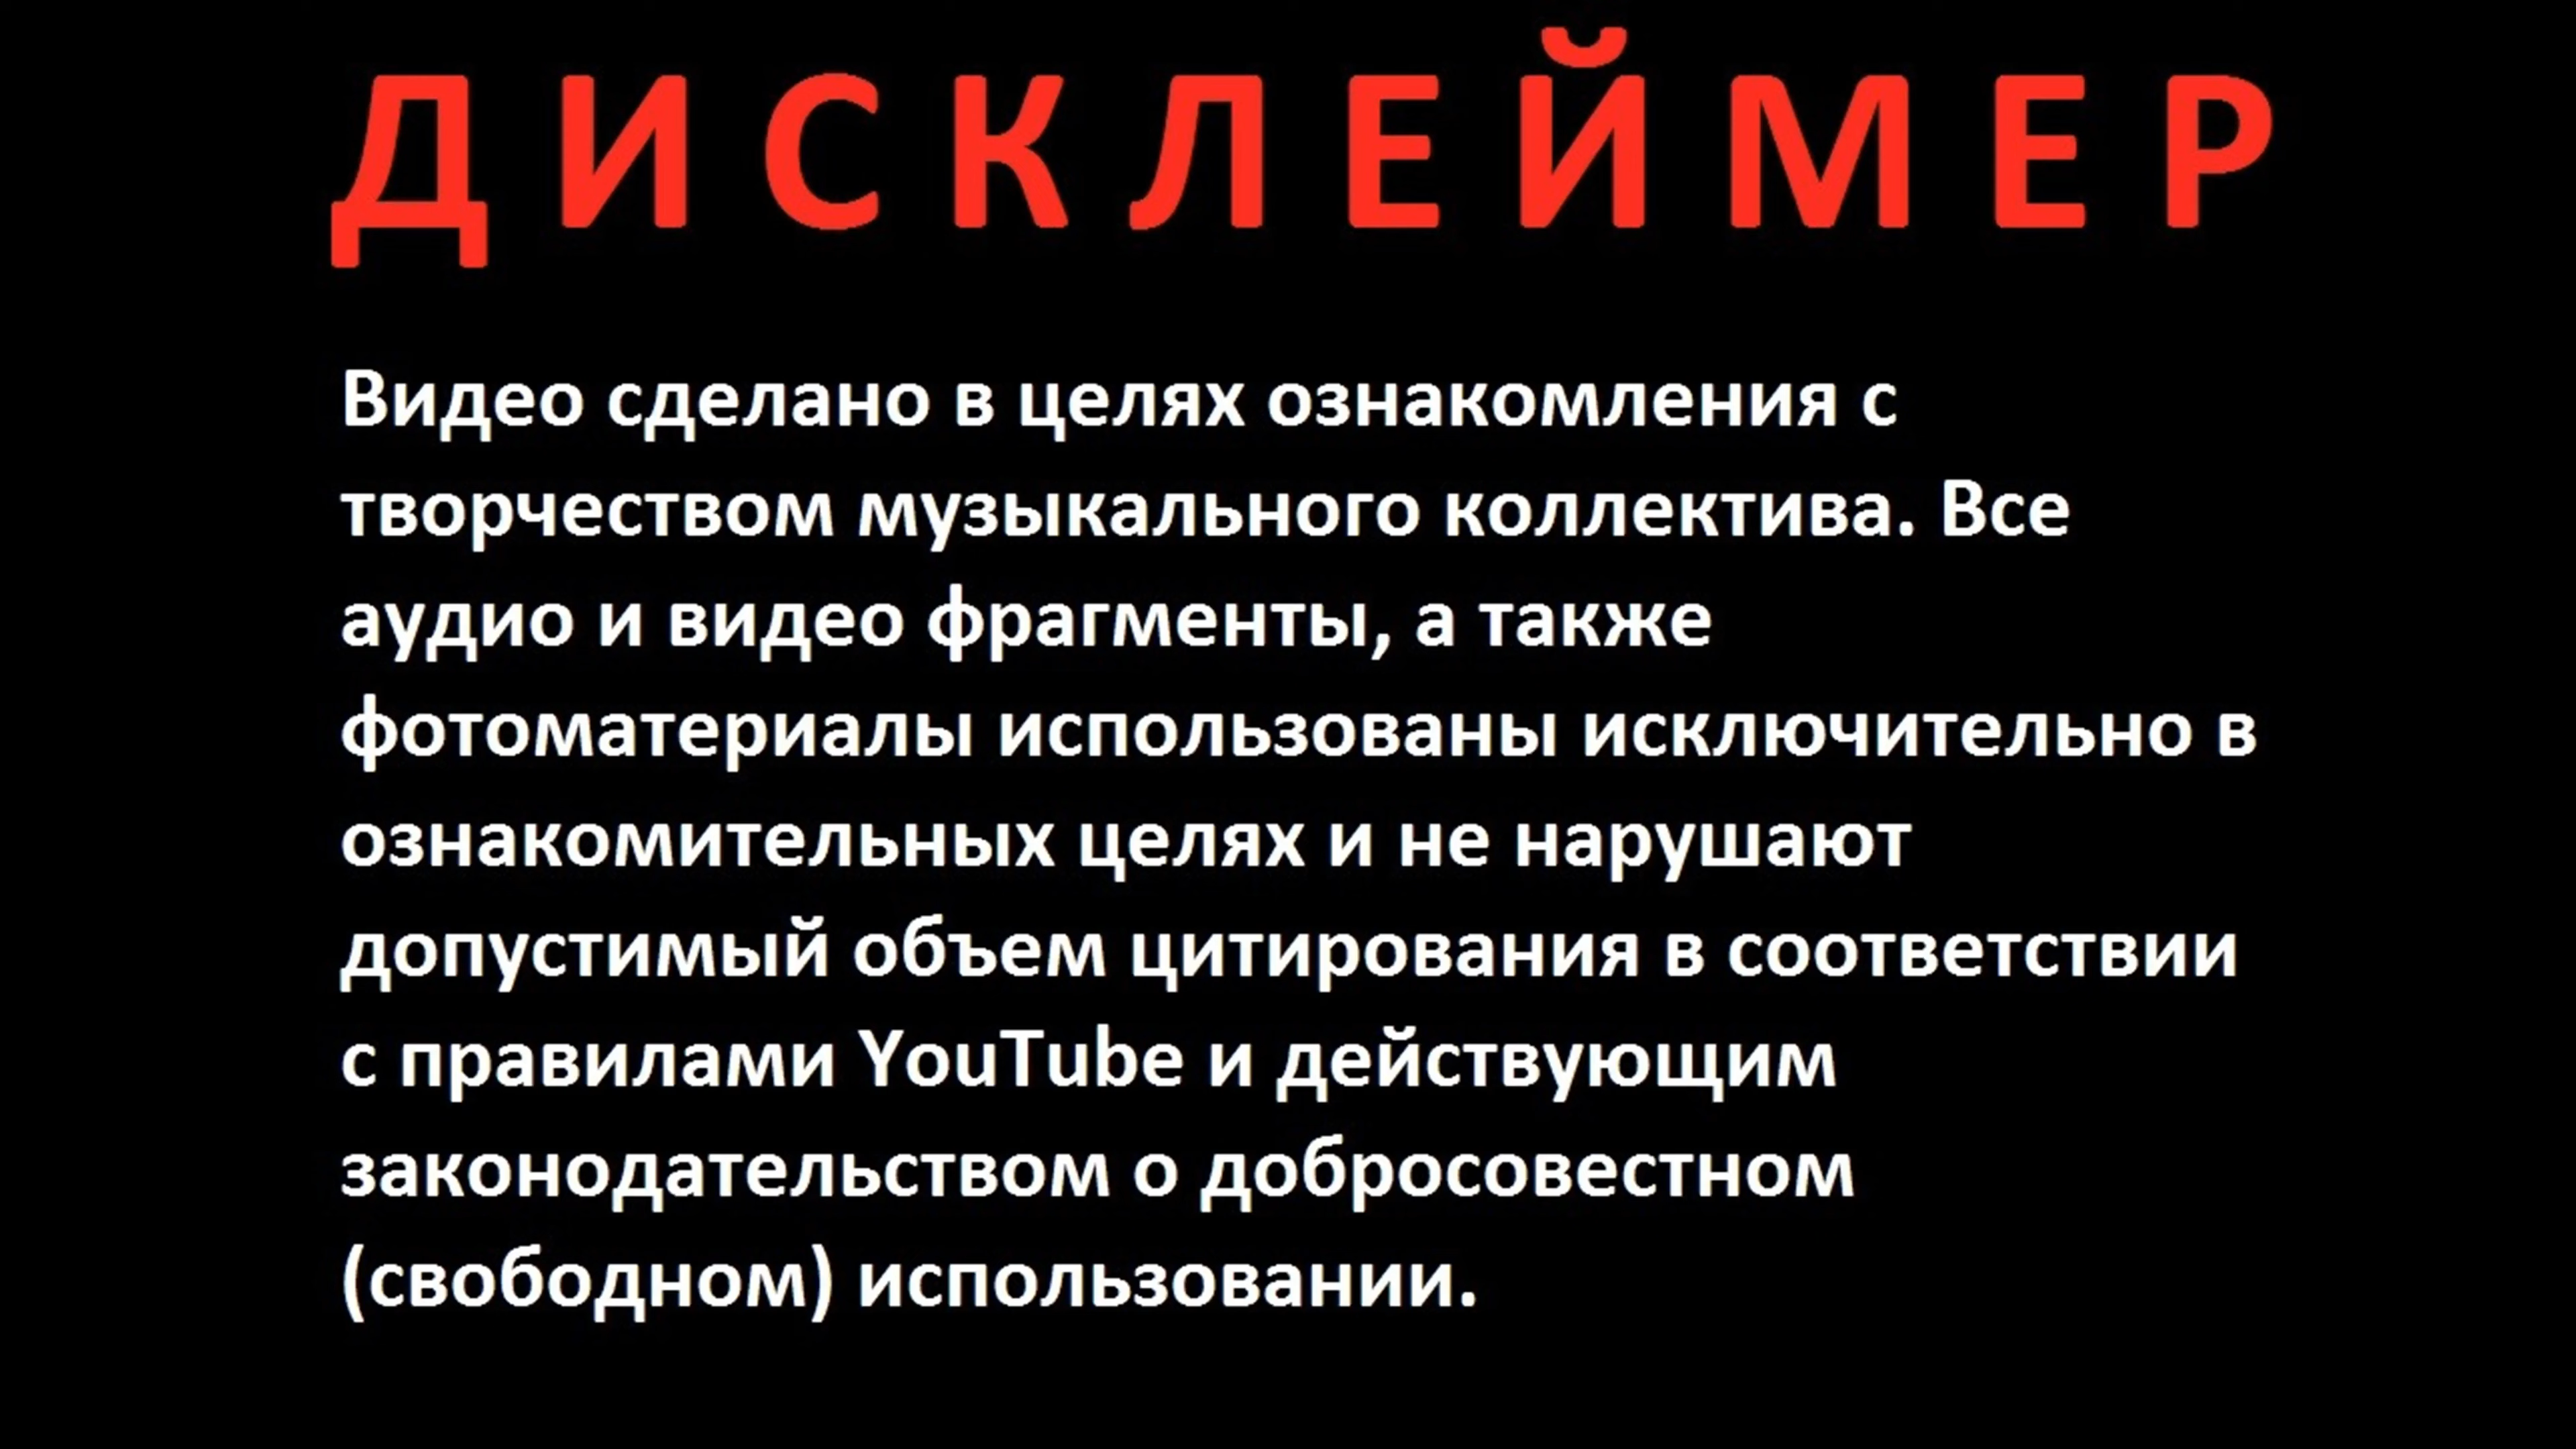 ДИСКЛЕЙМЕР
Видео сделано в целях ознакомления с
творчеством музыкального коллектива. Все
аудио и видео фрагменты, а также
фотоматериалы использованы исключительно в
ознакомительных целях и не нарушают
допустимый объем цитирования в соответствии
с правилами YouTube и действующим
законодательством о добросовестном
(свободном) использовании.